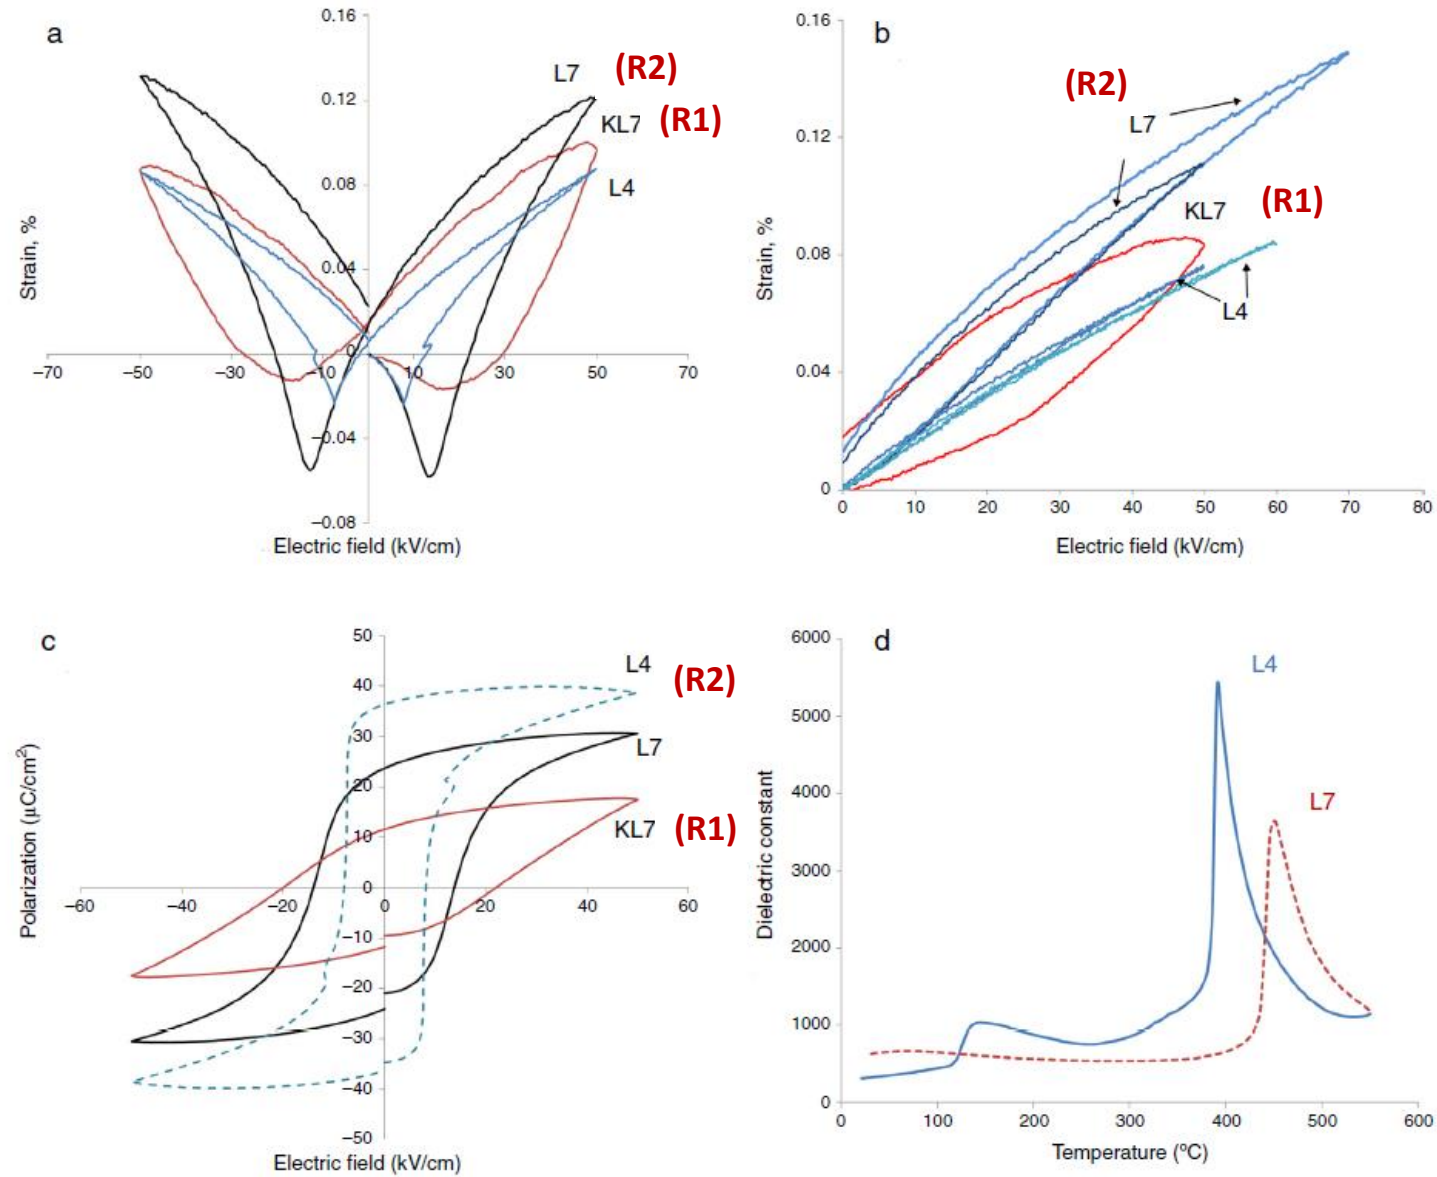 a
0.16
0.12
0.08
0.04
0
−0.04
−0.08
−70
−50
−30
−10
10
30
50
70
L7
(R2)
KL7
(R1)
L4
Strain, %
Electric field (kV/cm)
b
0.16
0.12
0.08
0.04
0
0
10
20
30
40
50
60
70
80
(R2)
L7
KL7
(R1)
L4
Strain, %
Electric field (kV/cm)
c
50
40
30
20
10
0
−10
−20
−30
−40
−50
−60
−40
−20
0
20
40
60
L4
(R2)
L7
KL7
(R1)
Polarization (μC/cm²)
Electric field (kV/cm)
d
6000
5000
4000
3000
2000
1000
0
0
100
200
300
400
500
600
L4
L7
Dielectric constant
Temperature (ºC)